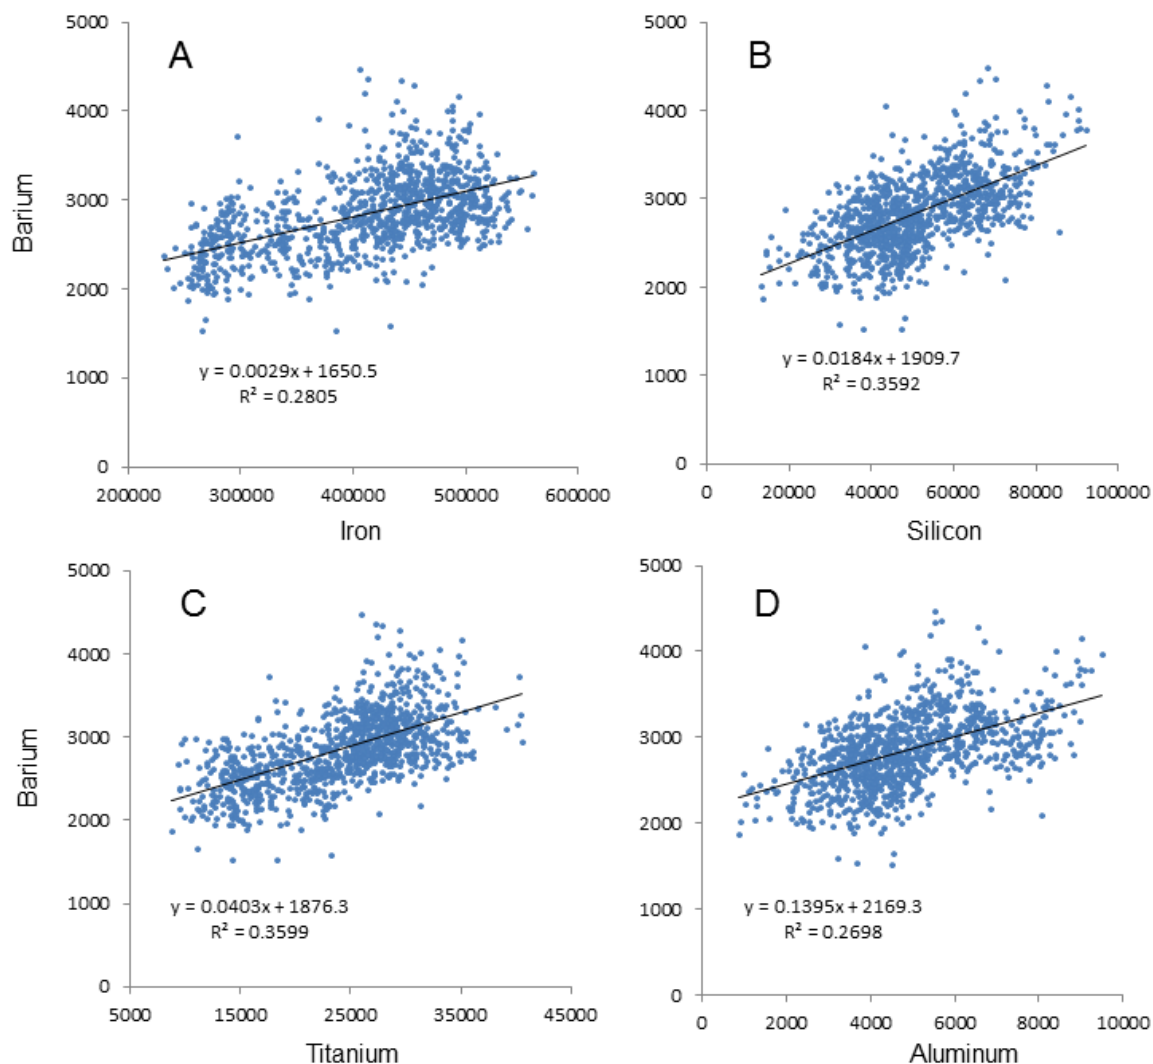 A
5000
4000
3000
2000
1000
0
Barium
y = 0.0029x + 1650.5
R² = 0.2805
200000 300000 400000 500000 600000
Iron
B
5000
4000
3000
2000
1000
0
y = 0.0184x + 1909.7
R² = 0.3592
0 20000 40000 60000 80000 100000
Silicon
C
5000
4000
3000
2000
1000
0
Barium
y = 0.0403x + 1876.3
R² = 0.3599
5000 15000 25000 35000 45000
Titanium
D
5000
4000
3000
2000
1000
0
y = 0.1395x + 2169.3
R² = 0.2698
0 2000 4000 6000 8000 10000
Aluminum